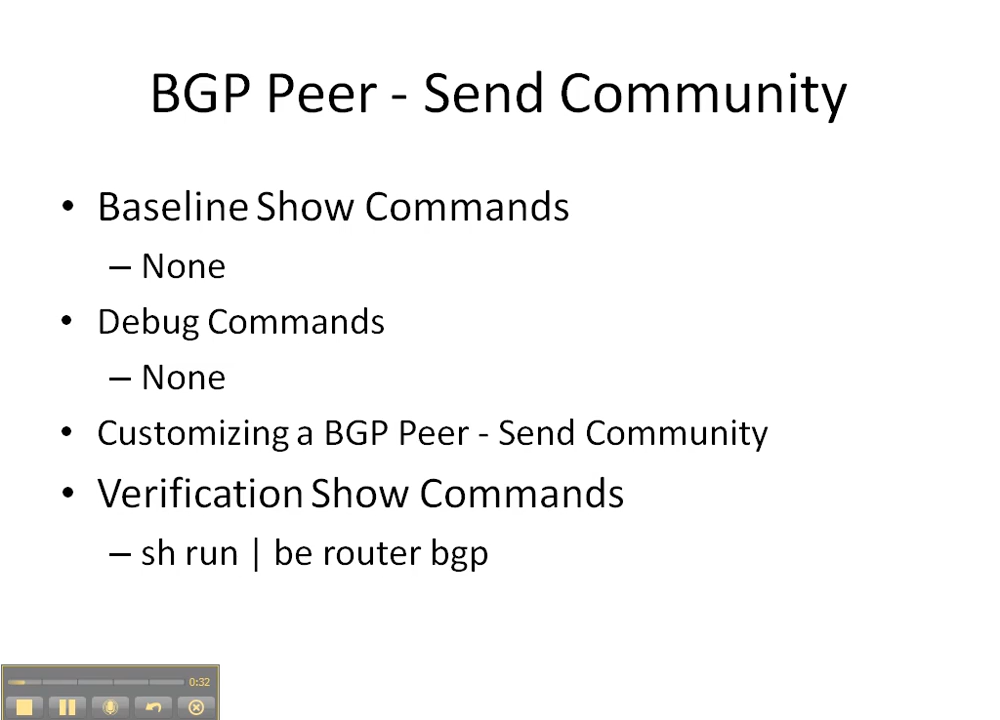 BGP Peer - Send Community
• Baseline Show Commands
– None
• Debug Commands
– None
• Customizing a BGP Peer - Send Community
• Verification Show Commands
– sh run | be router bgp
0:32